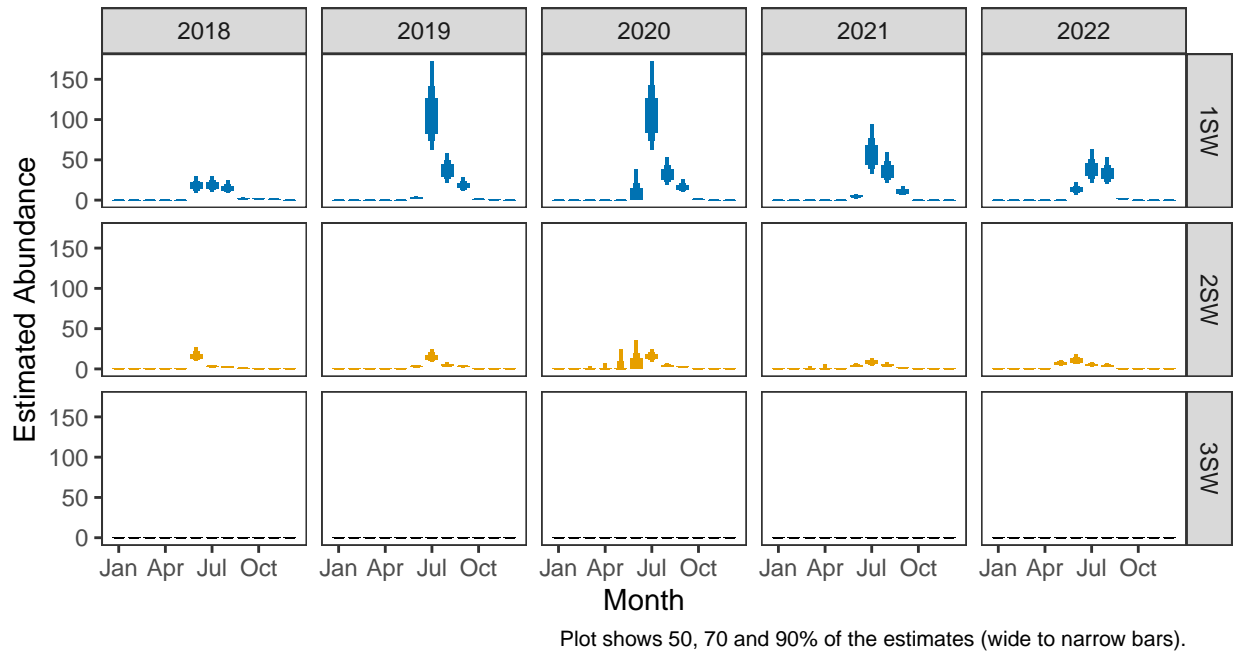 2018 2019 2020 2021 2022
150
100
50
0
1SW
150
100
50
0
2SW
150
100
50
0
3SW
Estimated Abundance
Jan Apr Jul Oct Jan Apr Jul Oct Jan Apr Jul Oct Jan Apr Jul Oct Jan Apr Jul Oct
Month
Plot shows 50, 70 and 90% of the estimates (wide to narrow bars).